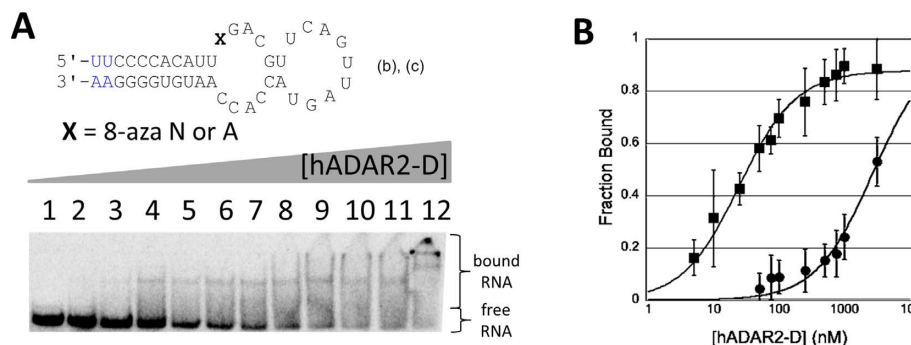 A
X G A C U C A G
5'-UUCCCCACAUU GU U
3'-AAGGGGUGUAA CA U
C C A C U G A U
(b), (c)
X = 8-aza N or A
[hADAR2-D]
1 2 3 4 5 6 7 8 9 10 11 12
bound
RNA
free
RNA
B
Fraction Bound
1
0.8
0.6
0.4
0.2
0
1 10 100 1000 10
[hADAR2-D] (nM)